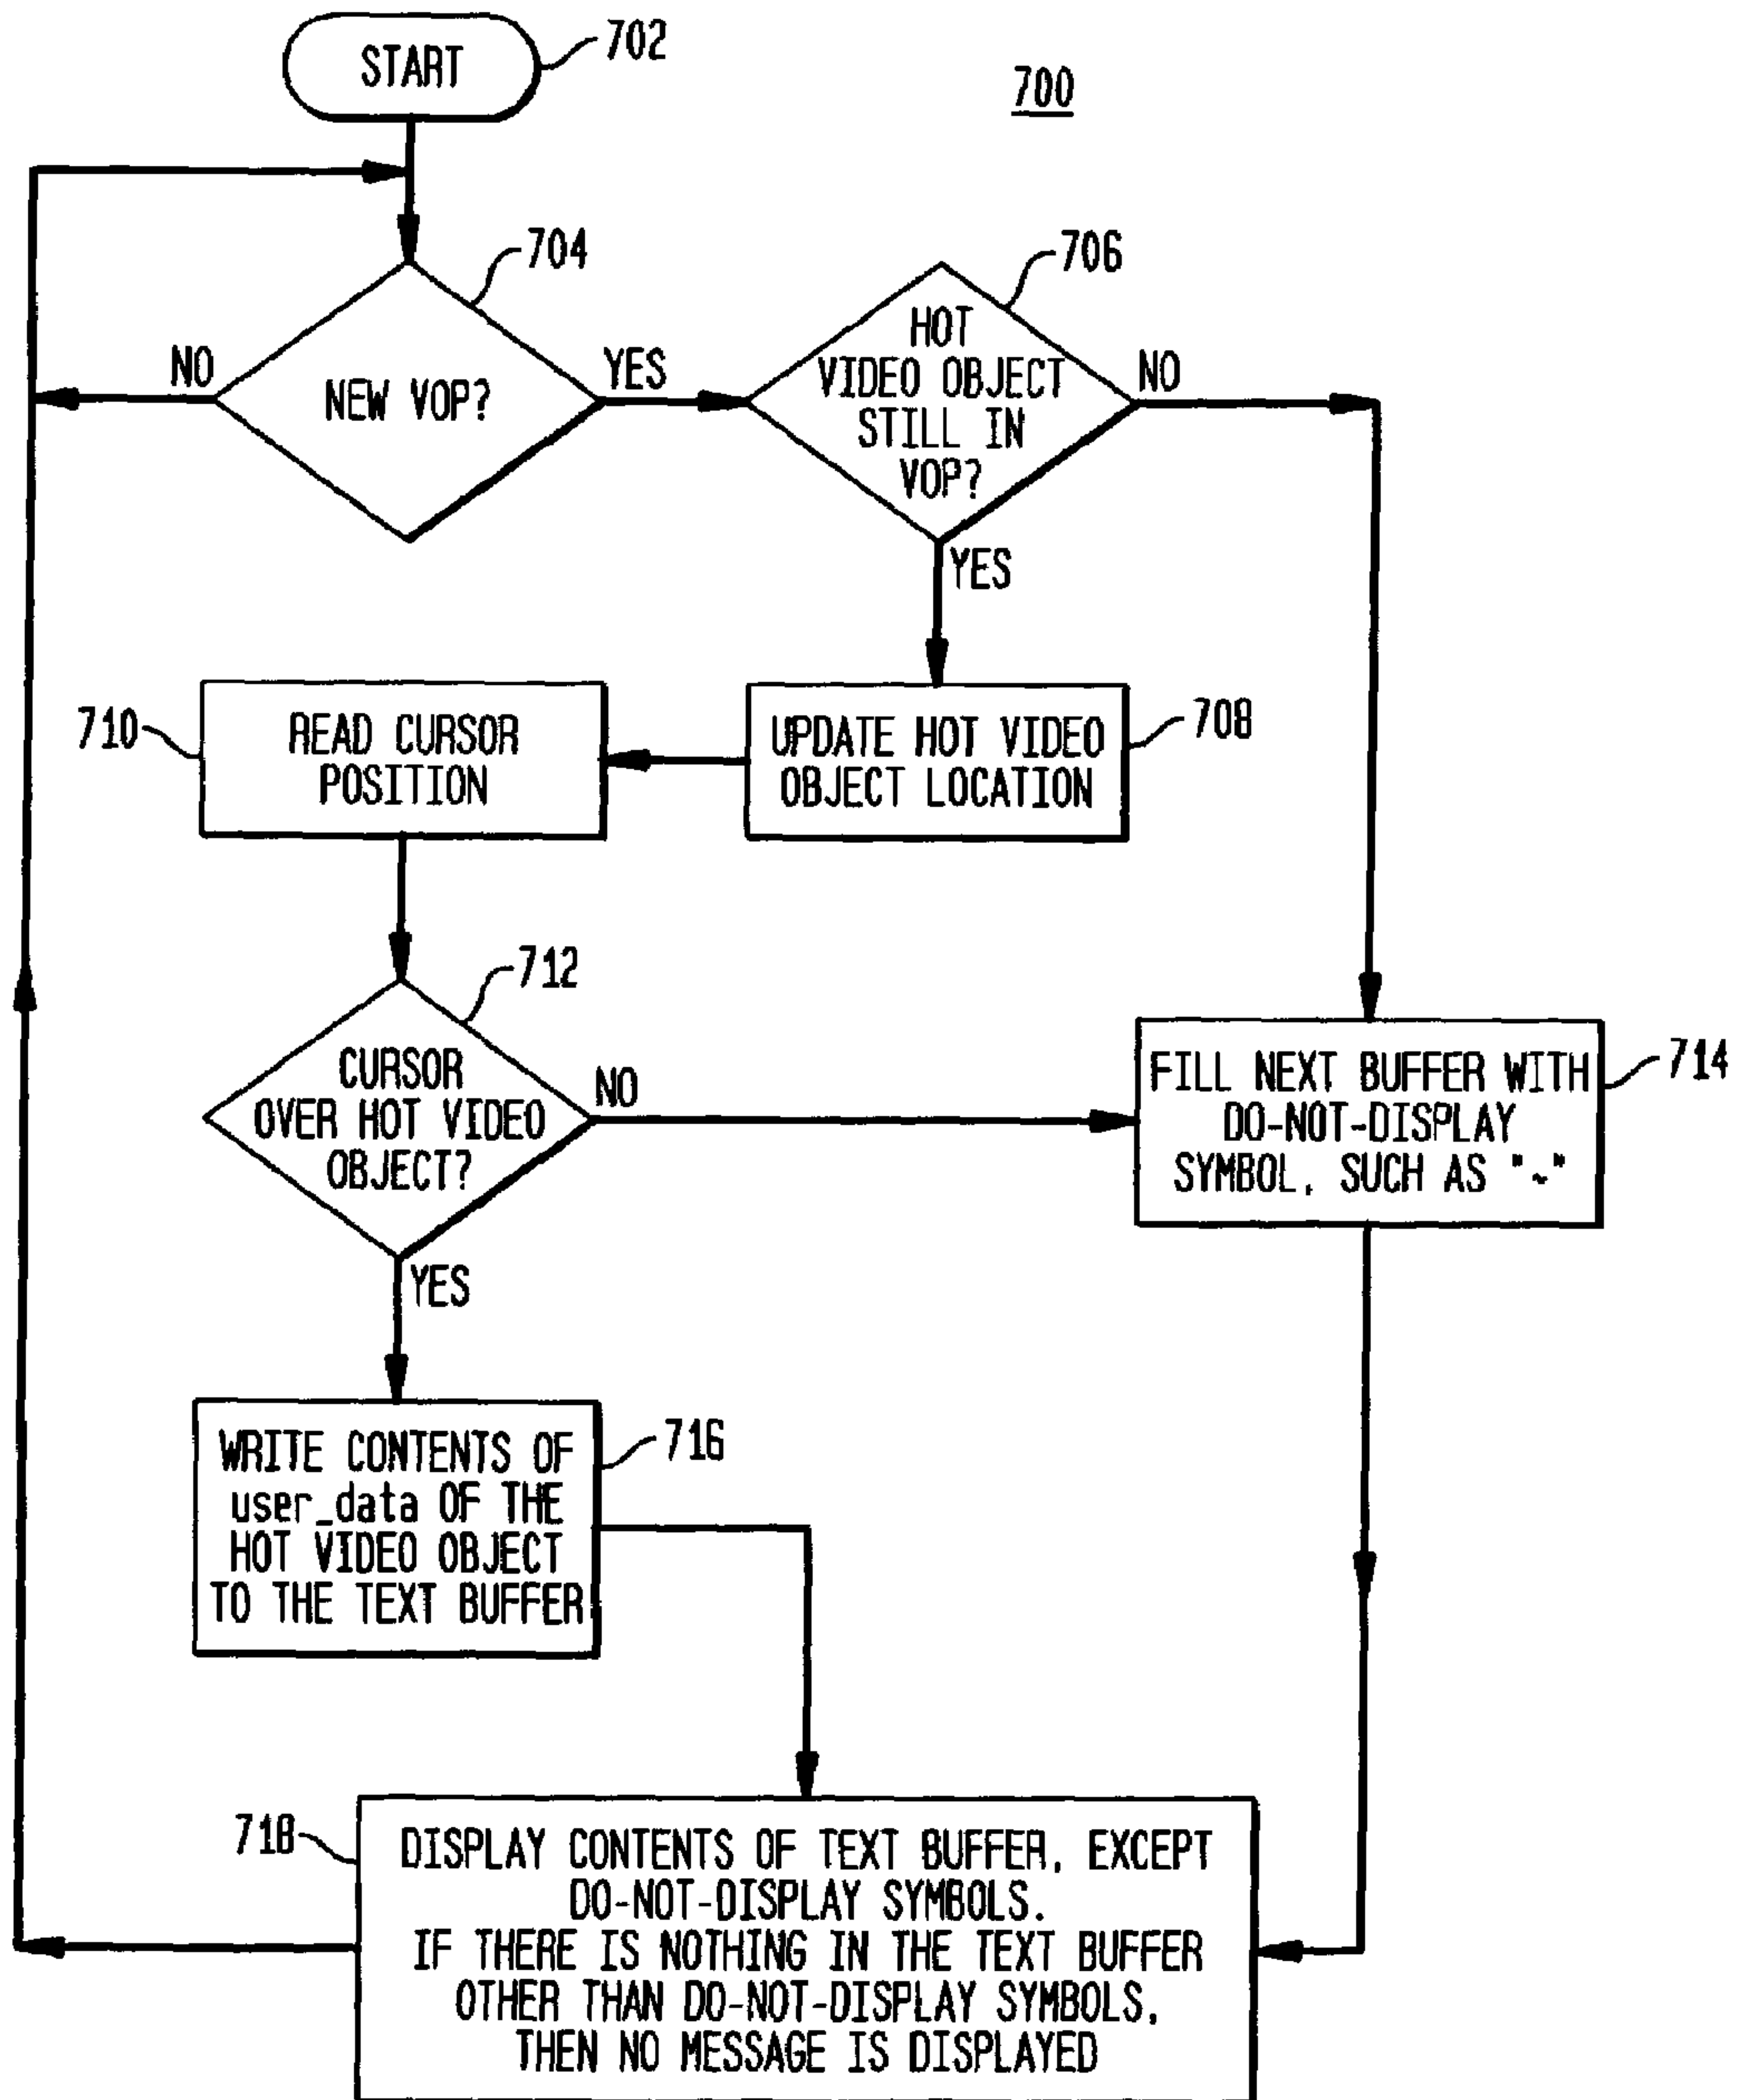 START
702
700
704
706
NEW VOP?
NO
YES
HOT
VIDEO OBJECT
STILL IN
VOP?
NO
YES
710
READ CURSOR
POSITION
UPDATE HOT VIDEO
OBJECT LOCATION
708
712
CURSOR
OVER HOT VIDEO
OBJECT?
NO
YES
FILL NEXT BUFFER WITH
DO-NOT-DISPLAY
SYMBOL, SUCH AS "~"
714
WRITE CONTENTS OF
user_data OF THE
HOT VIDEO OBJECT
TO THE TEXT BUFFER
716
718
DISPLAY CONTENTS OF TEXT BUFFER, EXCEPT
DO-NOT-DISPLAY SYMBOLS.
IF THERE IS NOTHING IN THE TEXT BUFFER
OTHER THAN DO-NOT-DISPLAY SYMBOLS,
THEN NO MESSAGE IS DISPLAYED